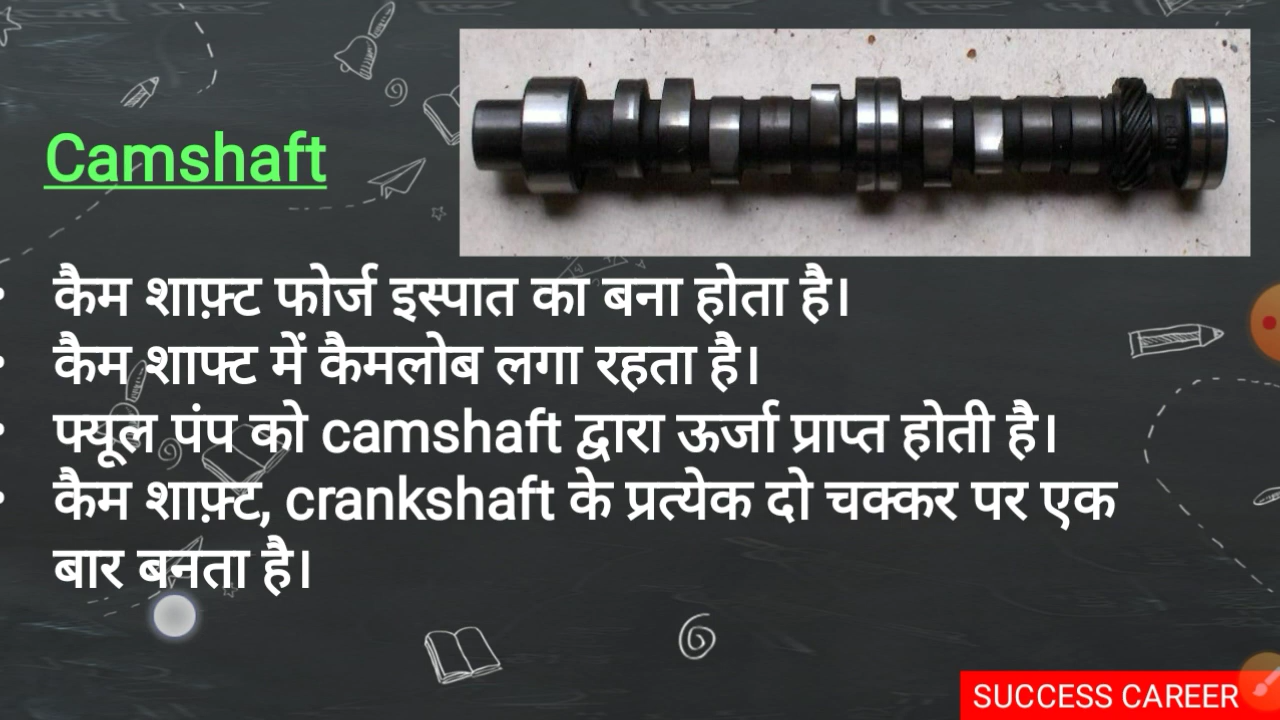 Camshaft
• कैम शाफ़्ट फोर्ज इस्पात का बना होता है।
• कैम शाफ्ट में कैमलोब लगा रहता है।
• फ्यूल पंप को camshaft द्वारा ऊर्जा प्राप्त होती है।
• कैम शाफ़्ट, crankshaft के प्रत्येक दो चक्कर पर एक
बार बनता है।
SUCCESS CAREER